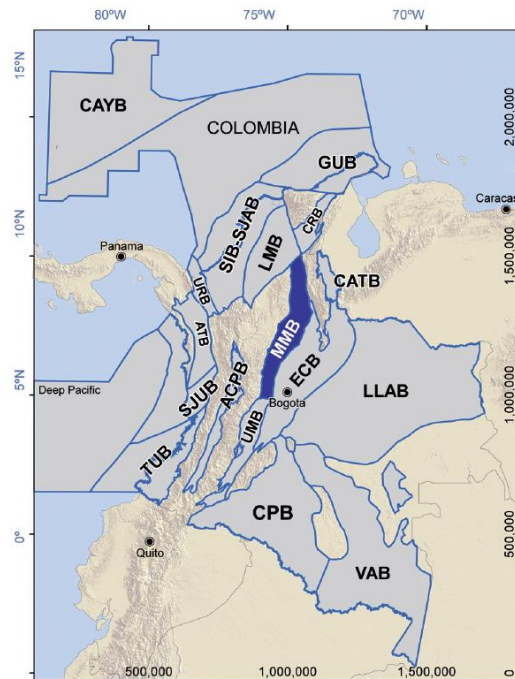 80°W 75°W 70°W
15°N
10°N
5°N
0°
2,000,000
1,500,000
1,000,000
500,000
0
500,000 1,000,000 1,500,000
CAYB
COLOMBIA
GUB
Caracas
SIB-SJAB
CRB
LMB
Panama
CATB
URB
ATB
MMB
Deep Pacific
SJUB
ACPB
ECB
LLAB
Bogota
UMB
TUB
CPB
Quito
VAB